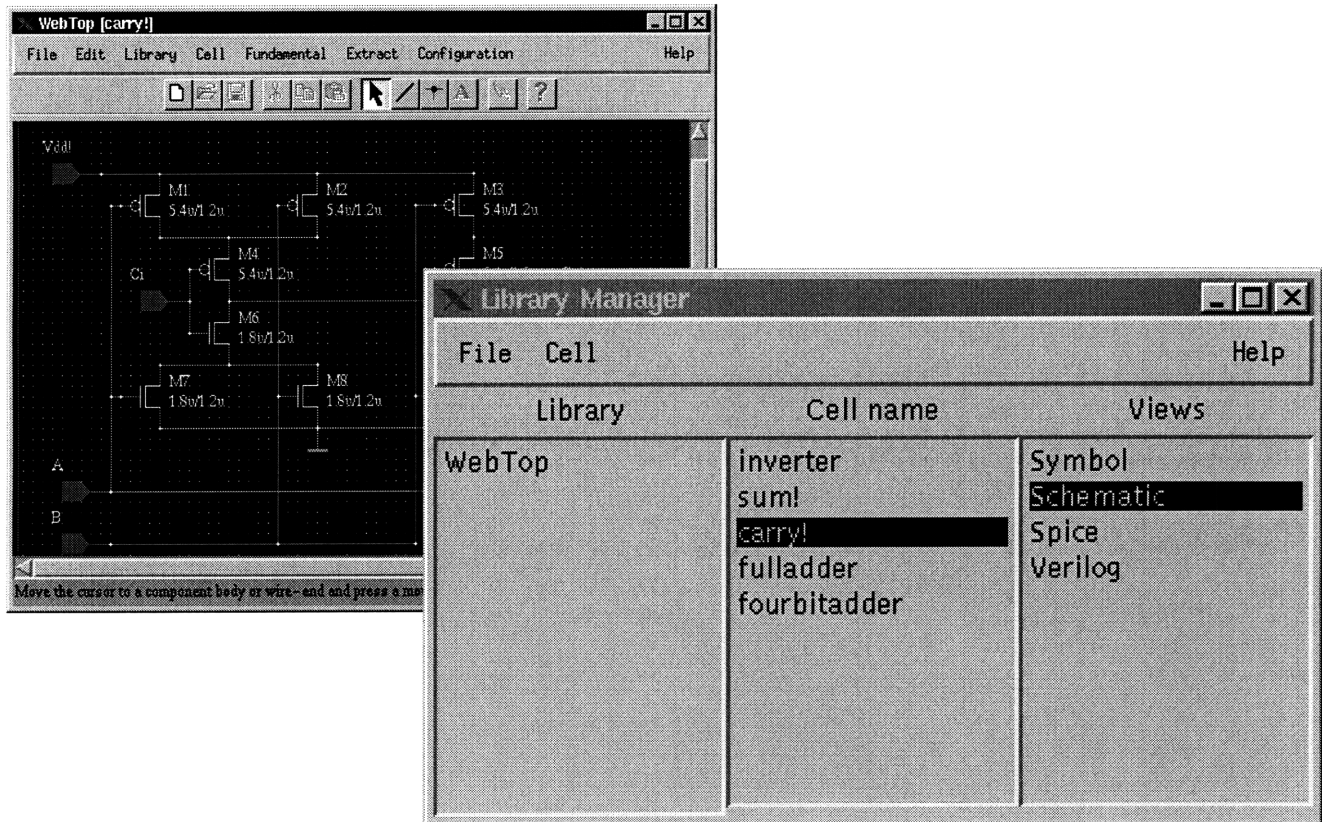 WebTop [carry!]
File Edit Library Cell Fundamental Extract Configuration Help
A ?
Vdd!
M1
5.4u/1.2u
M2
5.4u/1.2u
M3
5.4u/1.2u
M4
5.4u/1.2u
M5
Ci
M6
1.8u/1.2u
M7
1.8u/1.2u
M8
1.8u/1.2u
A
B
Move the cursor to a component body or wire-end and press a
Library Manager
File Cell Help
Library Cell name Views
WebTop inverter Symbol
sum! Schematic
carry! Spice
fulladder Verilog
fourbitadder